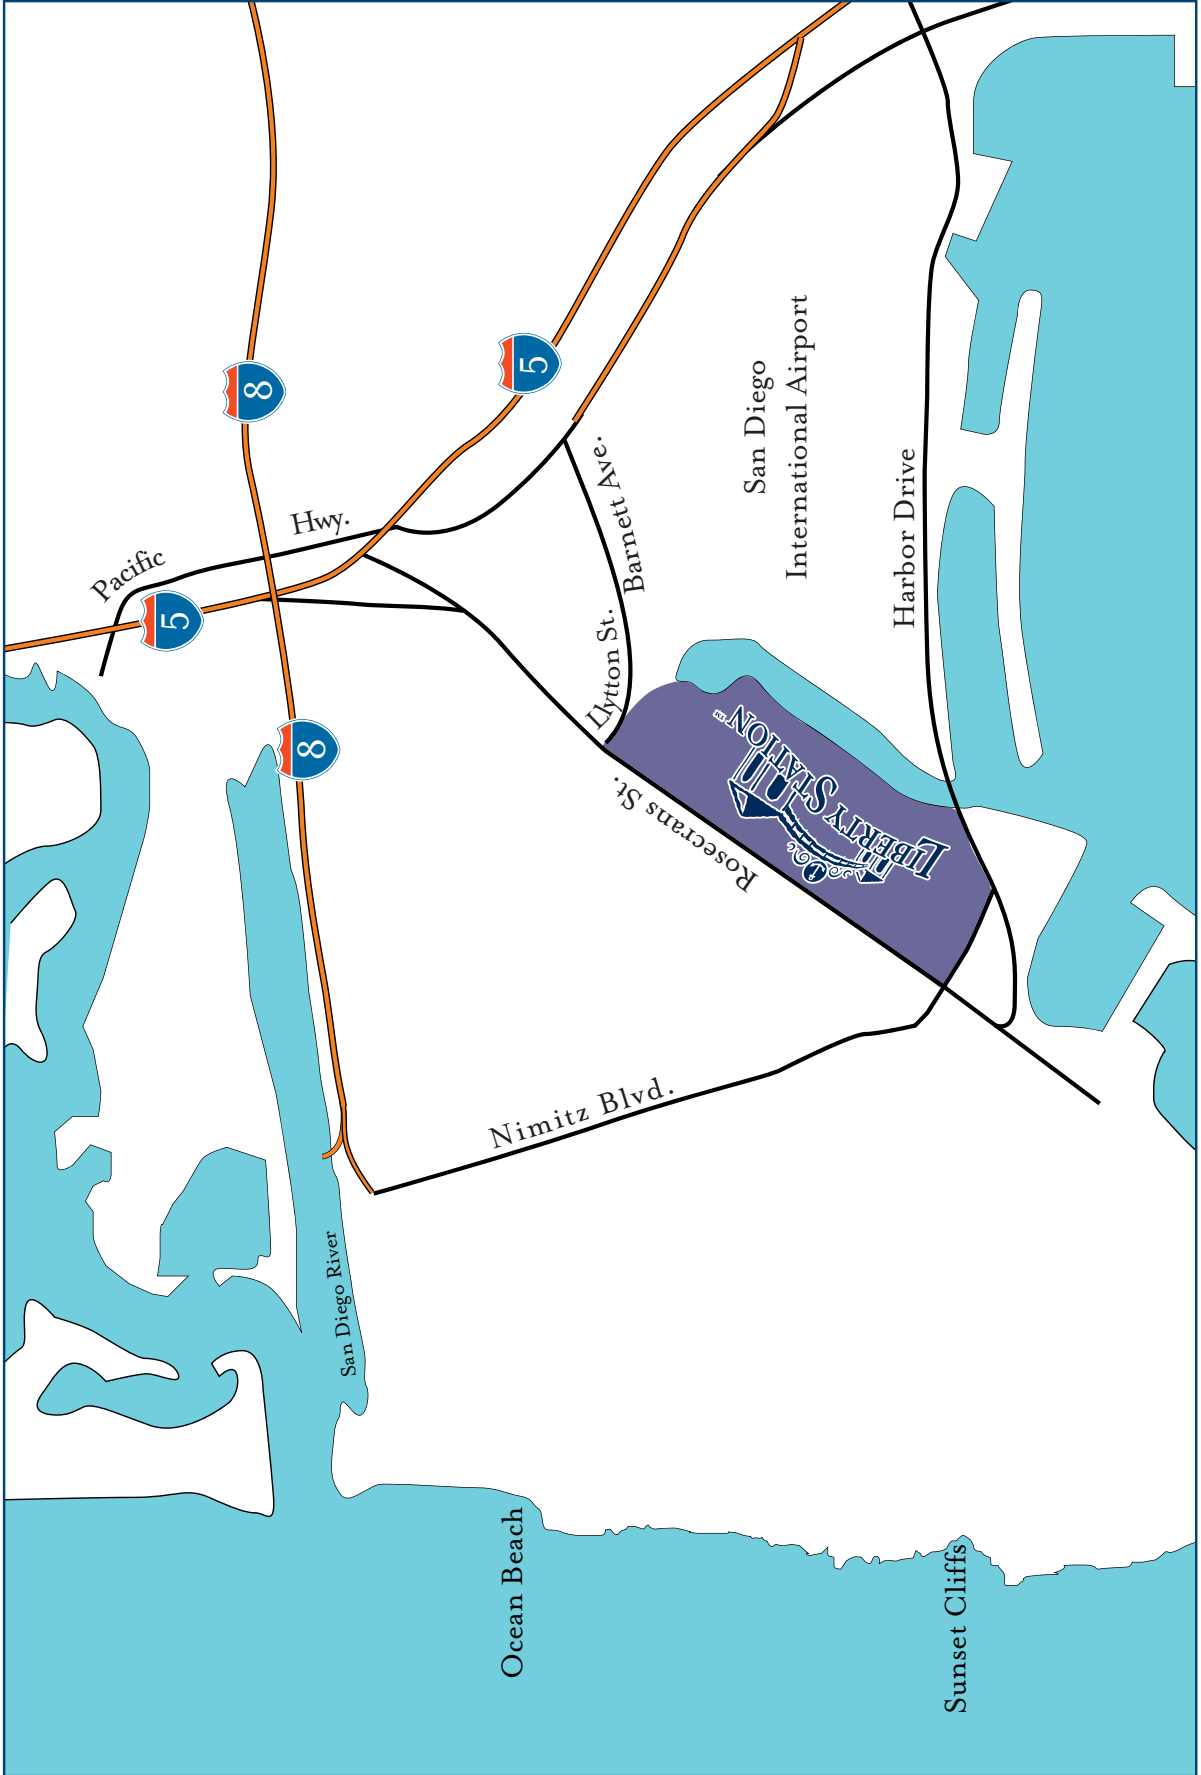 Pacific
Hwy.
5
8
8
5
San Diego River
Barnett Ave.
Llytton St.
Rosecrans St.
San Diego
International Airport
Harbor Drive
LIBERTY STATION™
Nimitz Blvd.
Ocean Beach
Sunset Cliffs